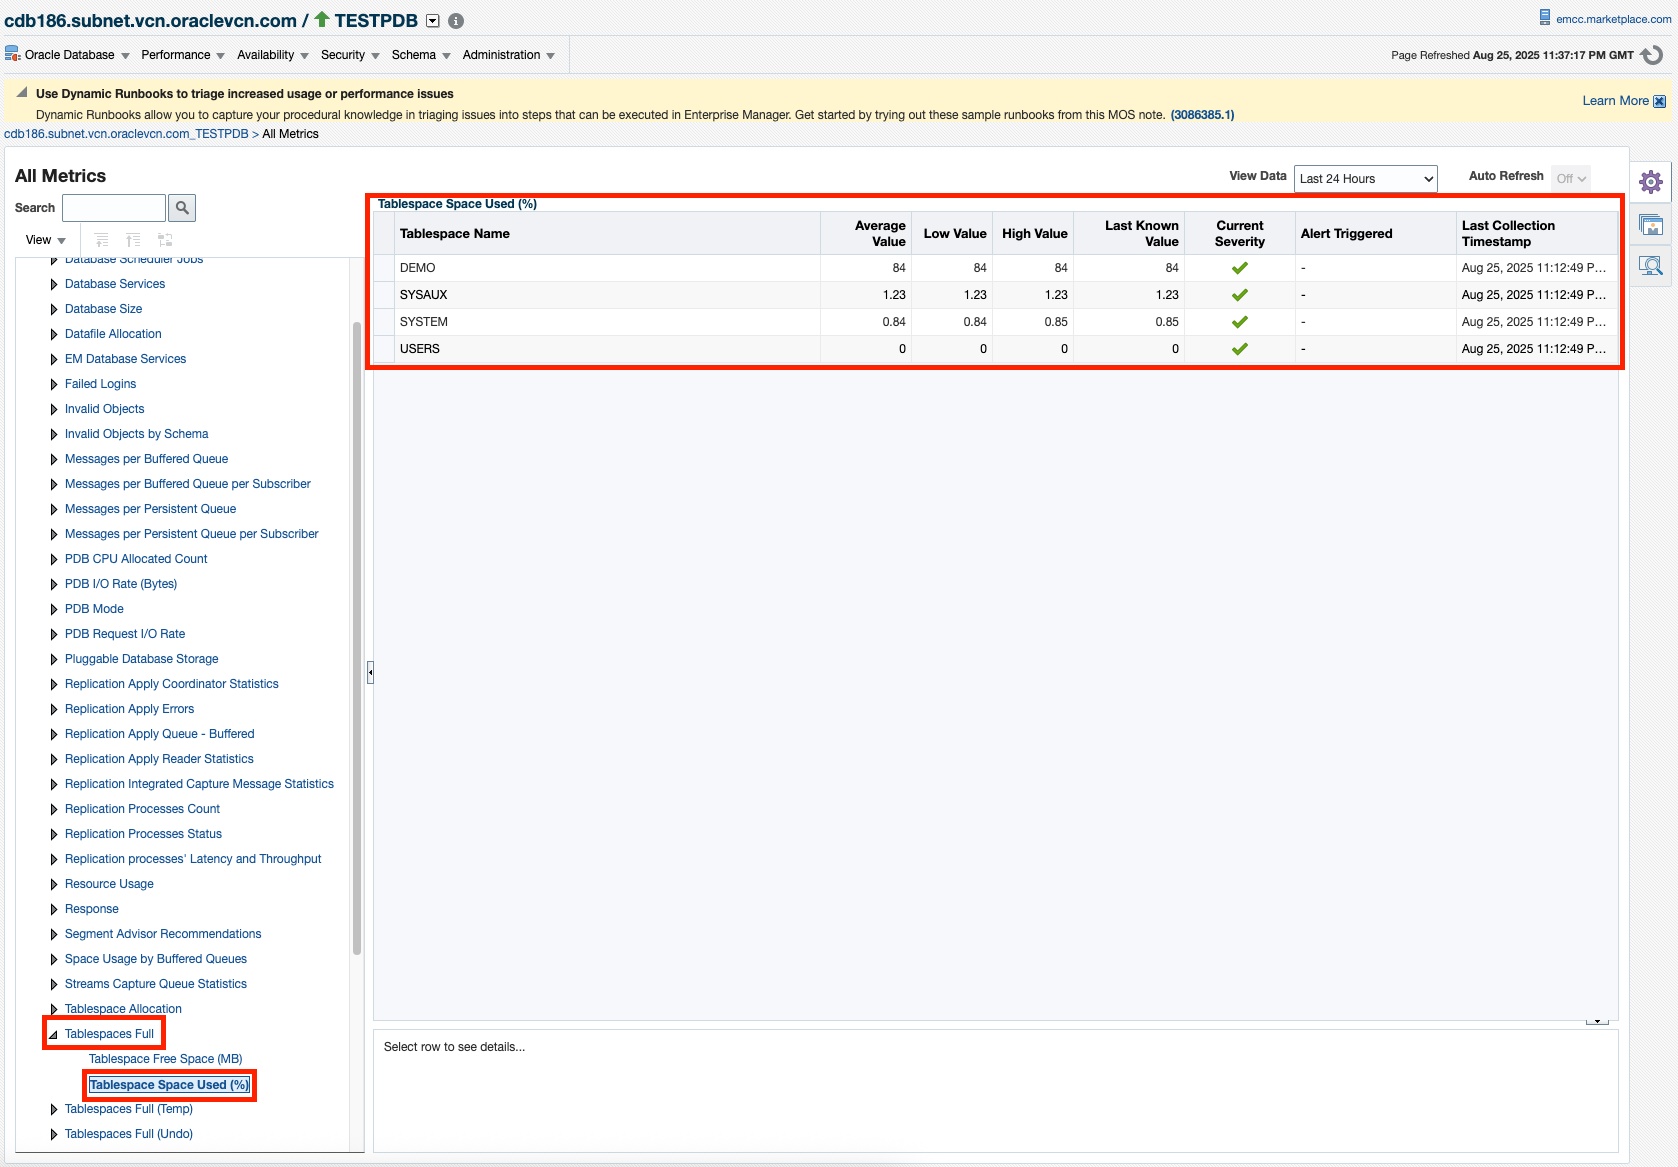 cdb186.subnet.vcn.oraclevcn.com / TESTPDB
emcc.marketplace.com
Oracle Database Performance Availability Security Schema Administration
Page Refreshed Aug 25, 2025 11:37:17 PM GMT
Use Dynamic Runbooks to triage increased usage or performance issues
Learn More
Dynamic Runbooks allow you to capture your procedural knowledge in triaging issues into steps that can be executed in Enterprise Manager. Get started by trying out these sample runbooks from this MOS note. (3086385.1)
cdb186.subnet.vcn.oraclevcn.com_TESTPDB > All Metrics
All Metrics
View Data Last 24 Hours Auto Refresh Off
Search
View
Database Scheduler Jobs
Database Services
Database Size
Datafile Allocation
EM Database Services
Failed Logins
Invalid Objects
Invalid Objects by Schema
Messages per Buffered Queue
Messages per Buffered Queue per Subscriber
Messages per Persistent Queue
Messages per Persistent Queue per Subscriber
PDB CPU Allocated Count
PDB I/O Rate (Bytes)
PDB Mode
PDB Request I/O Rate
Pluggable Database Storage
Replication Apply Coordinator Statistics
Replication Apply Errors
Replication Apply Queue - Buffered
Replication Apply Reader Statistics
Replication Integrated Capture Message Statistics
Replication Processes Count
Replication Processes Status
Replication processes' Latency and Throughput
Resource Usage
Response
Segment Advisor Recommendations
Space Usage by Buffered Queues
Streams Capture Queue Statistics
Tablespace Allocation
Tablespaces Full
Tablespace Free Space (MB)
Tablespace Space Used (%)
Tablespaces Full (Temp)
Tablespaces Full (Undo)
Tablespace Space Used (%)
Tablespace Name Average Value Low Value High Value Last Known Value Current Severity Alert Triggered Last Collection Timestamp
DEMO 84 84 84 84 - Aug 25, 2025 11:12:49 P...
SYSAUX 1.23 1.23 1.23 1.23 - Aug 25, 2025 11:12:49 P...
SYSTEM 0.84 0.84 0.85 0.85 - Aug 25, 2025 11:12:49 P...
USERS 0 0 0 0 - Aug 25, 2025 11:12:49 P...
Select row to see details...